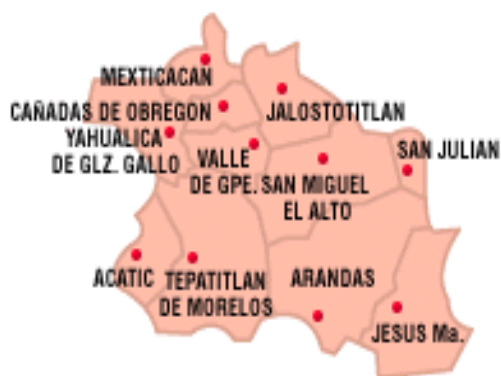 MEXTICACAN
CAÑADAS DE OBREGON
JALOSTOTITLAN
YAHUALICA
DE GLZ. GALLO
VALLE
DE GPE.
SAN MIGUEL
EL ALTO
SAN JULIAN
ACATIC
TEPATITLAN
DE MORELOS
ARANDAS
JESUS Ma.